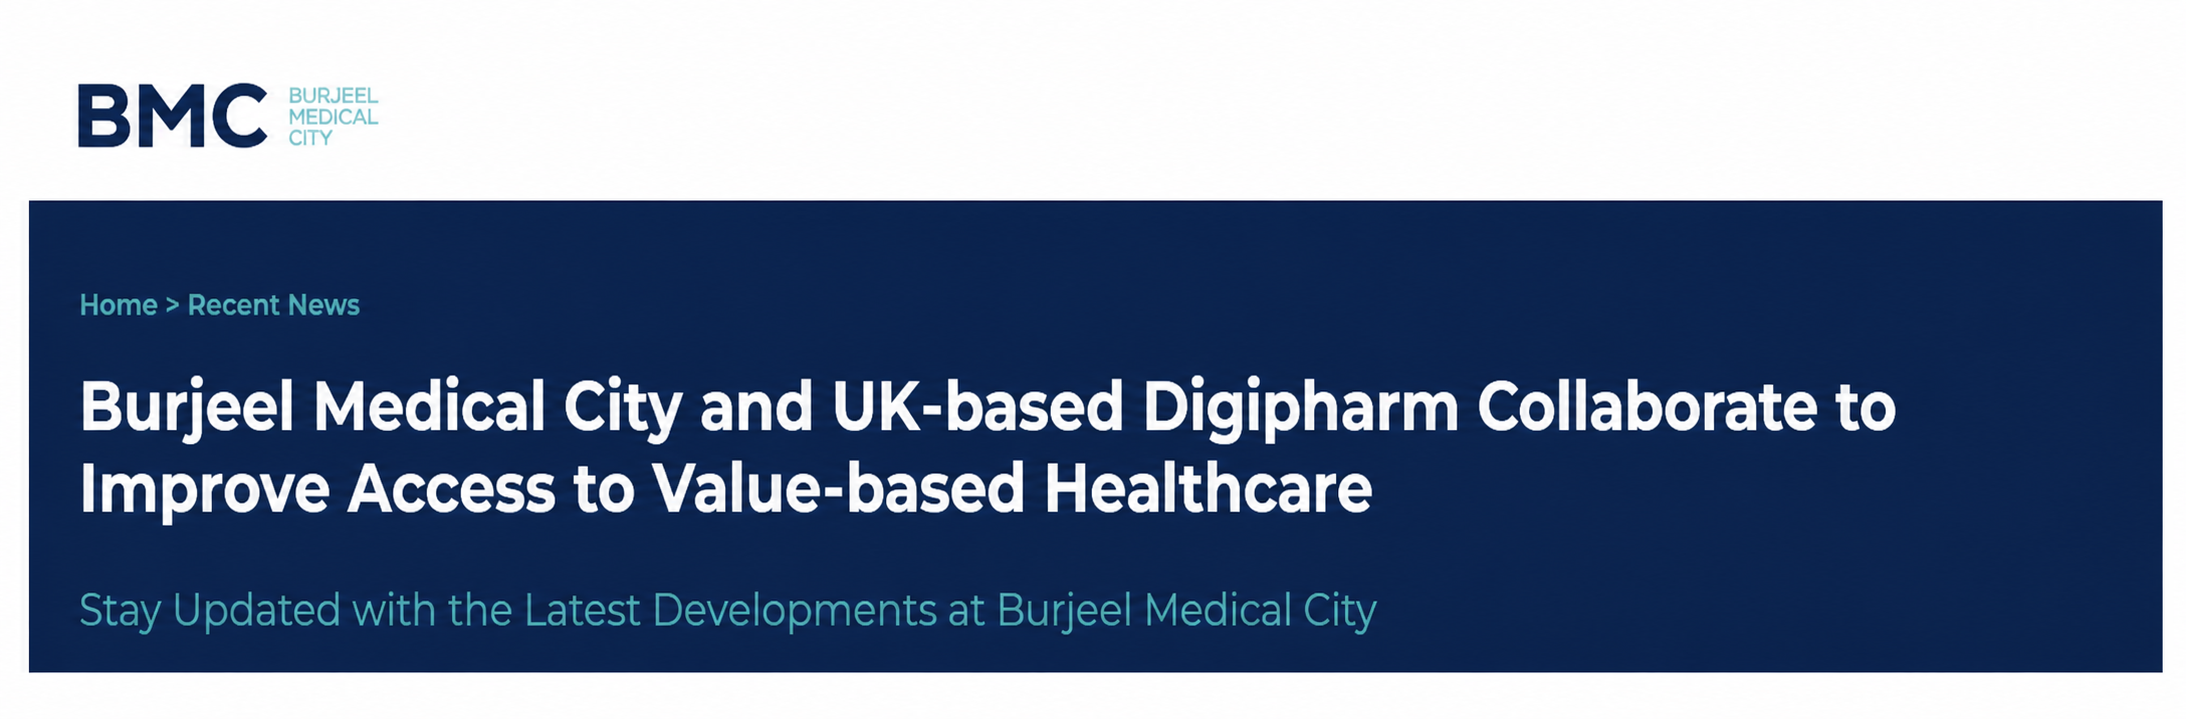 BMC
BURJEEL
MEDICAL
CITY
Home > Recent News
Burjeel Medical City and UK-based Digipharm Collaborate to
Improve Access to Value-based Healthcare
Stay Updated with the Latest Developments at Burjeel Medical City